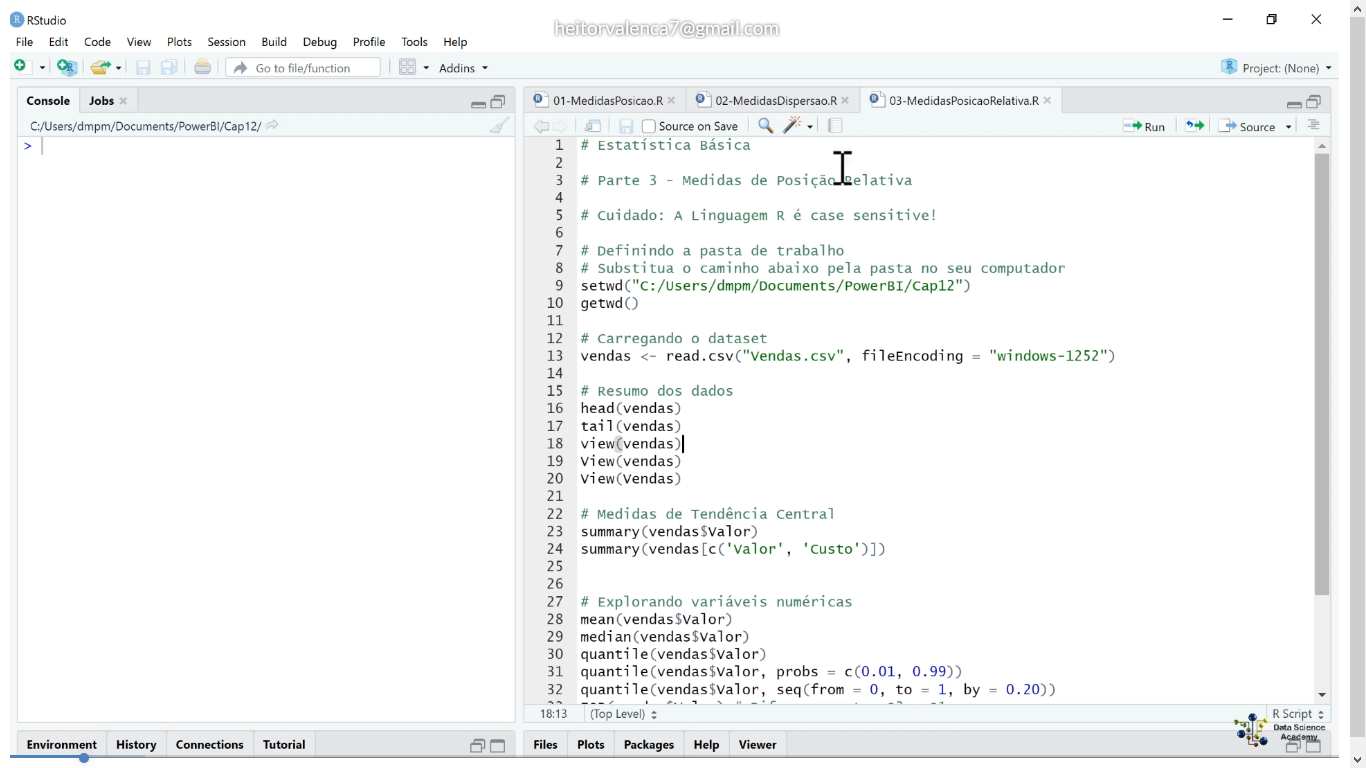 RStudio
heitorvalenca7@gmail.com
File Edit Code View Plots Session Build Debug Profile Tools Help
Go to file/function
Addins
Project: (None)
Console Jobs
C:/Users/dmpm/Documents/PowerBI/Cap12/
>
01-MedidasPosicao.R 02-MedidasDispersao.R 03-MedidasPosicaoRelativa.R
Source on Save Run Source
1 # Estatística Básica
2
3 # Parte 3 - Medidas de Posição Relativa
4
5 # Cuidado: A Linguagem R é case sensitive!
6
7 # Definindo a pasta de trabalho
8 # Substitua o caminho abaixo pela pasta no seu computador
9 setwd("C:/Users/dmpm/Documents/PowerBI/Cap12")
10 getwd()
11
12 # Carregando o dataset
13 vendas <- read.csv("Vendas.csv", fileEncoding = "windows-1252")
14
15 # Resumo dos dados
16 head(vendas)
17 tail(vendas)
18 view(vendas)
19 View(vendas)
20 View(Vendas)
21
22 # Medidas de Tendência Central
23 summary(vendas$Valor)
24 summary(vendas[c('Valor', 'Custo')])
25
26
27 # Explorando variáveis numéricas
28 mean(vendas$Valor)
29 median(vendas$Valor)
30 quantile(vendas$Valor)
31 quantile(vendas$Valor, probs = c(0.01, 0.99))
32 quantile(vendas$Valor, seq(from = 0, to = 1, by = 0.20))
18:13 (Top Level) R Script
Data Science
Academy
Environment History Connections Tutorial
Files Plots Packages Help Viewer